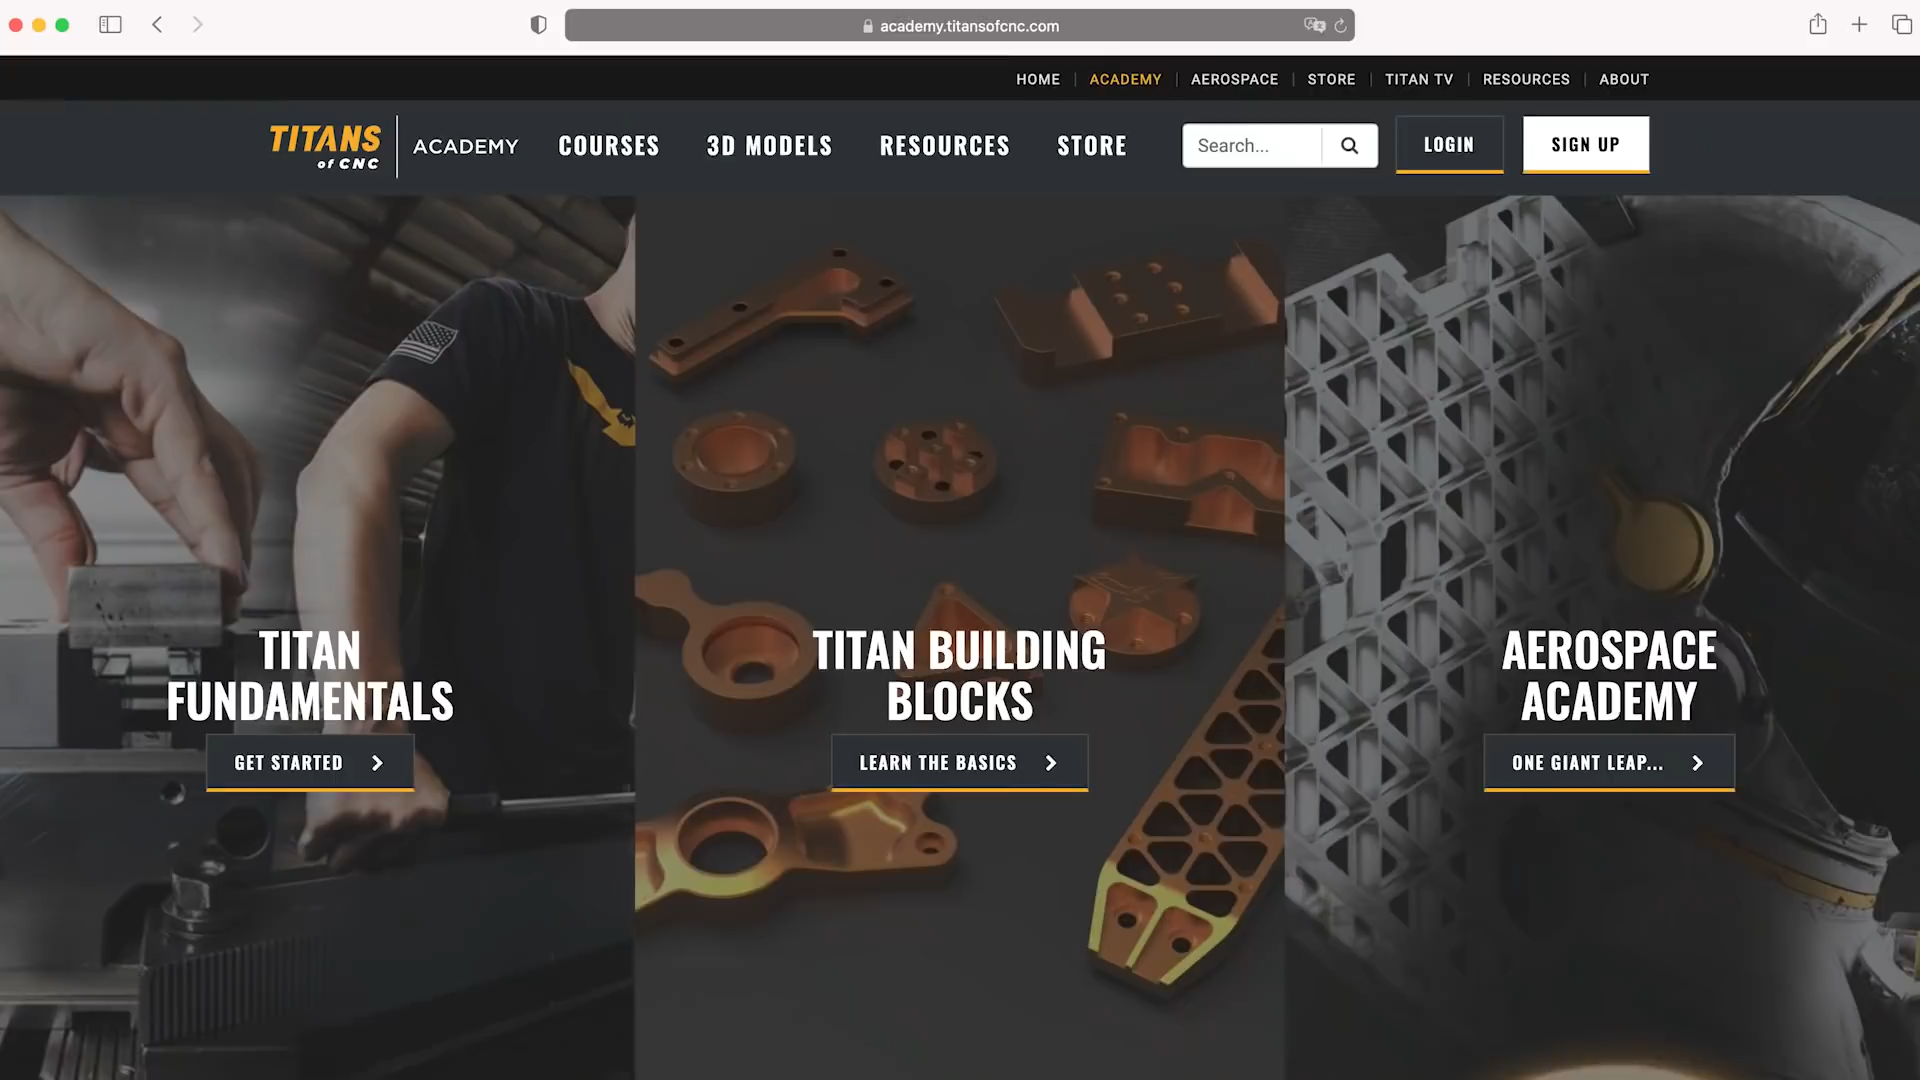 academy.titansofcnc.com
HOME ACADEMY AEROSPACE STORE TITAN TV RESOURCES ABOUT
TITANS
of CNC
ACADEMY
COURSES 3D MODELS RESOURCES STORE
Search...
LOGIN
SIGN UP
TITAN
FUNDAMENTALS
GET STARTED
TITAN BUILDING
BLOCKS
LEARN THE BASICS
AEROSPACE
ACADEMY
ONE GIANT LEAP...